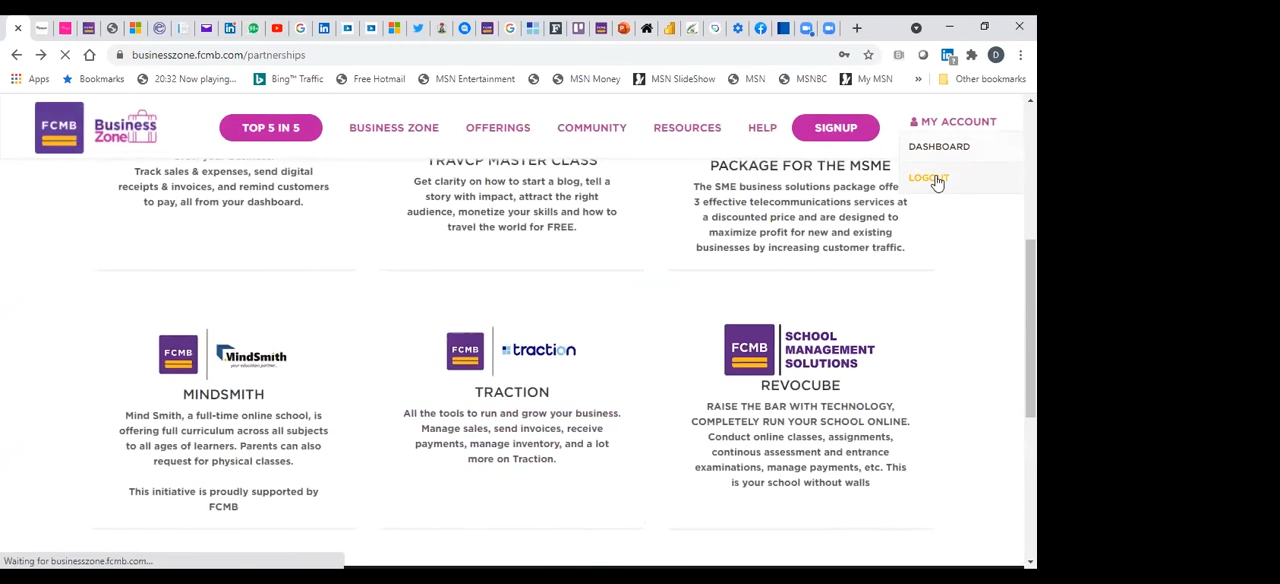 businesszone.fcmb.com/partnerships
Apps
Bookmarks
20:32 Now playing...
Bing™ Traffic
Free Hotmail
MSN Entertainment
MSN Money
MSN SlideShow
MSN
MSNBC
My MSN
»
Other bookmarks
FCMB
Business Zone
TOP 5 IN 5
BUSINESS ZONE
OFFERINGS
COMMUNITY
RESOURCES
HELP
SIGNUP
MY ACCOUNT
DASHBOARD
LOGOUT
Track sales & expenses, send digital
receipts & invoices, and remind customers
to pay, all from your dashboard.
TRAVCP MASTER CLASS
Get clarity on how to start a blog, tell a
story with impact, attract the right
audience, monetize your skills and how to
travel the world for FREE.
PACKAGE FOR THE MSME
The SME business solutions package offe
3 effective telecommunications services at
a discounted price and are designed to
maximize profit for new and existing
businesses by increasing customer traffic.
FCMB
MindSmith
your education partner..
MINDSMITH
Mind Smith, a full-time online school, is
offering full curriculum across all subjects
to all ages of learners. Parents can also
request for physical classes.
This initiative is proudly supported by
FCMB
FCMB
traction
TRACTION
All the tools to run and grow your business.
Manage sales, send invoices, receive
payments, manage inventory, and a lot
more on Traction.
FCMB
SCHOOL
MANAGEMENT
SOLUTIONS
REVOCUBE
RAISE THE BAR WITH TECHNOLOGY,
COMPLETELY RUN YOUR SCHOOL ONLINE.
Conduct online classes, assignments,
continous assessment and entrance
examinations, manage payments, etc. This
is your school without walls
Waiting for businesszone.fcmb.com...